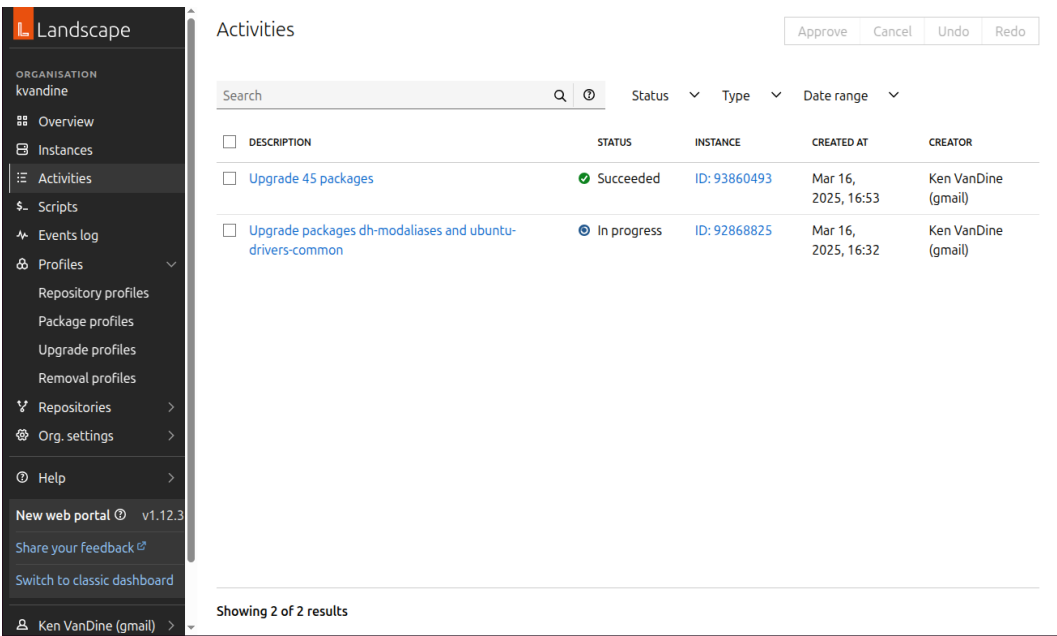 Landscape
ORGANISATION
kvandine
Overview
Instances
Activities
Scripts
Events log
Profiles
Repository profiles
Package profiles
Upgrade profiles
Removal profiles
Repositories
Org. settings
Help
New web portal v1.12.3
Share your feedback
Switch to classic dashboard
Ken VanDine (gmail)
Activities
Approve Cancel Undo Redo
Search Status Type Date range
DESCRIPTION STATUS INSTANCE CREATED AT CREATOR
Upgrade 45 packages Succeeded ID: 93860493 Mar 16, Ken VanDine
2025, 16:53 (gmail)
Upgrade packages dh-modaliases and ubuntu- In progress ID: 92868825 Mar 16, Ken VanDine
drivers-common 2025, 16:32 (gmail)
Showing 2 of 2 results